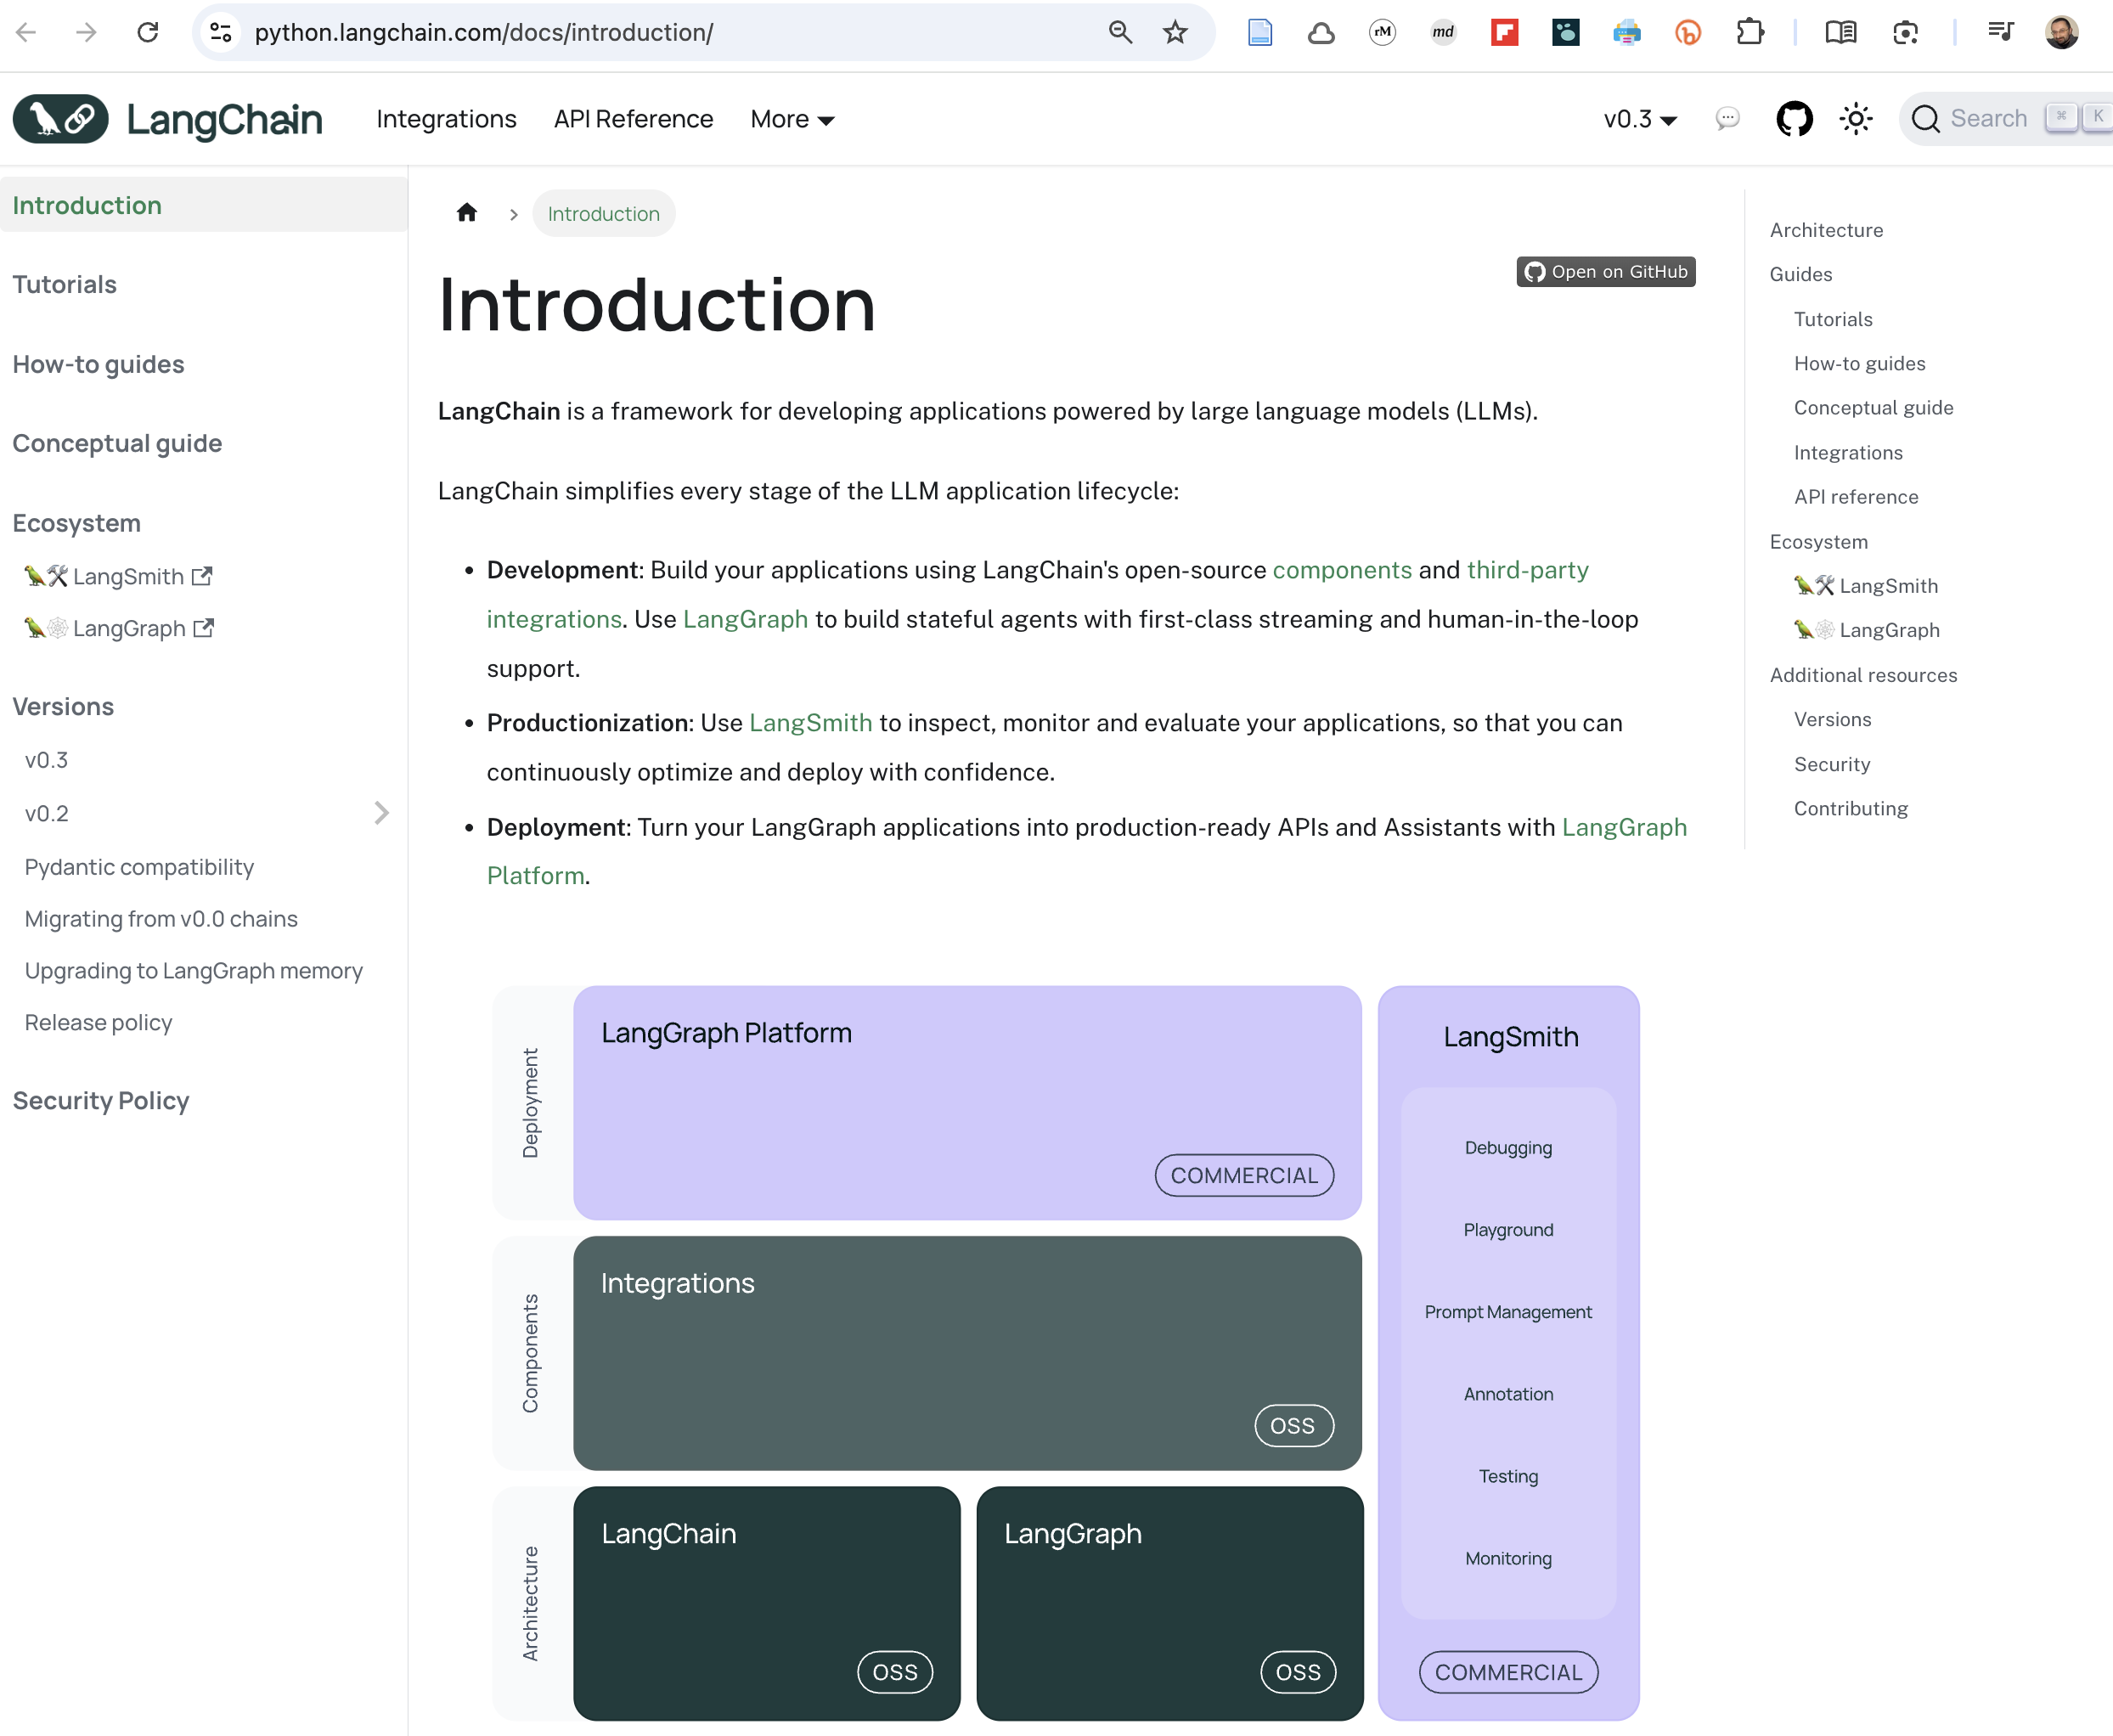 python.langchain.com/docs/introduction/
rM
md
LangChain
Integrations
API Reference
More
v0.3
Search
⌘
K
Introduction
Tutorials
How-to guides
Conceptual guide
Ecosystem
🦜🛠️ LangSmith
🦜🕸️ LangGraph
Versions
v0.3
v0.2
Pydantic compatibility
Migrating from v0.0 chains
Upgrading to LangGraph memory
Release policy
Security Policy
Introduction
Open on GitHub
Introduction
LangChain is a framework for developing applications powered by large language models (LLMs).
LangChain simplifies every stage of the LLM application lifecycle:
• Development: Build your applications using LangChain's open-source components and third-party
integrations. Use LangGraph to build stateful agents with first-class streaming and human-in-the-loop
support.
• Productionization: Use LangSmith to inspect, monitor and evaluate your applications, so that you can
continuously optimize and deploy with confidence.
• Deployment: Turn your LangGraph applications into production-ready APIs and Assistants with LangGraph
Platform.
Deployment
LangGraph Platform
COMMERCIAL
Components
Integrations
OSS
Architecture
LangChain
OSS
LangGraph
OSS
LangSmith
Debugging
Playground
Prompt Management
Annotation
Testing
Monitoring
COMMERCIAL
Architecture
Guides
Tutorials
How-to guides
Conceptual guide
Integrations
API reference
Ecosystem
🦜🛠️ LangSmith
🦜🕸️ LangGraph
Additional resources
Versions
Security
Contributing